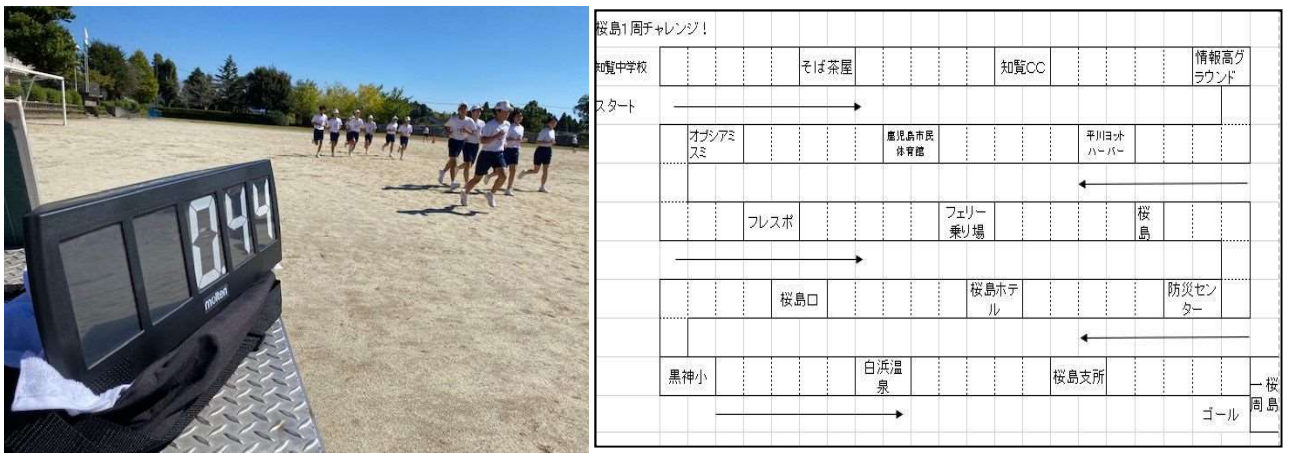 0.44
molten
桜島1周チャレンジ!
知覧中学校
そば茶屋
知覧CC
情報高グ
ラウンド
スタート
オプシアミ
スミ
鹿児島市民
体育館
平川ヨット
ハーバー
フレスポ
フェリー
乗り場
桜
島
桜島口
桜島ホテ
ル
防災セン
ター
黒神小
白浜温
泉
桜島支所
桜島
一周
ゴール